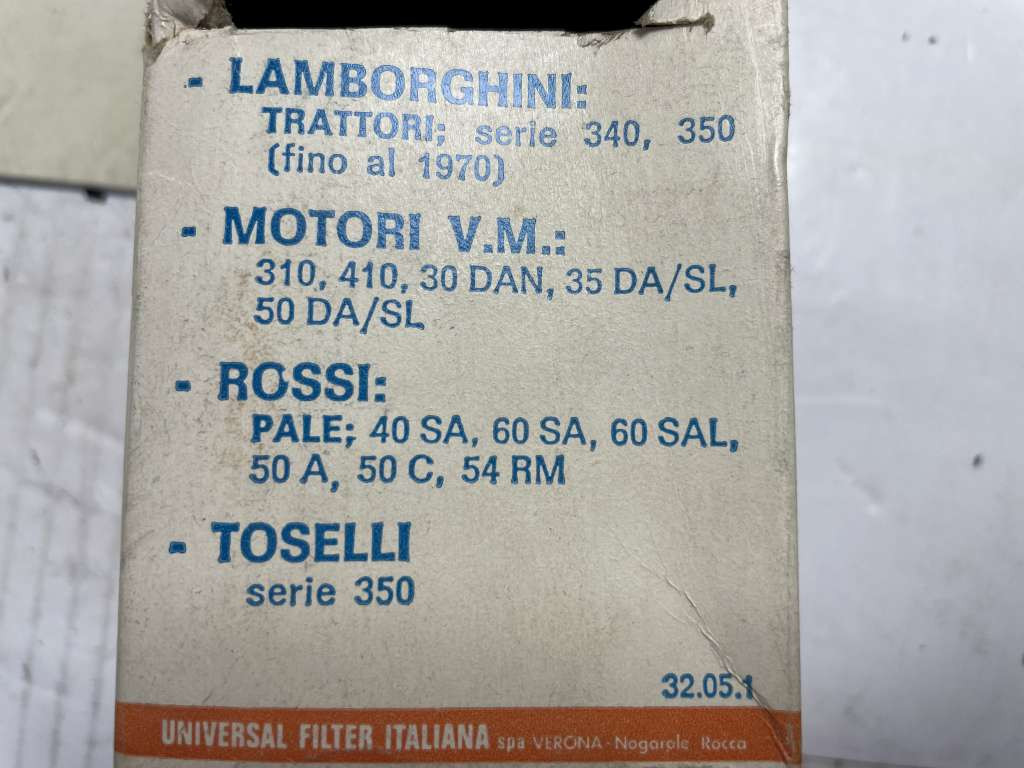 - LAMBORGHINI:
TRATTORI; serie 340, 350
(fino al 1970)
- MOTORI V.M.:
310, 410, 30 DAN, 35 DA/SL,
50 DA/SL
- ROSSI:
PALE; 40 SA, 60 SA, 60 SAL,
50 A, 50 C, 54 RM
- TOSELLI
serie 350
32.05.1
UNIVERSAL FILTER ITALIANA spa VERONA - Nogarole Rocca